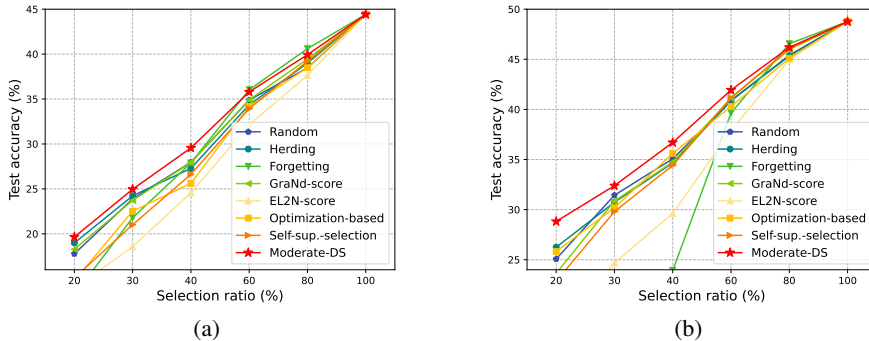 45
40
35
30
25
20
Test accuracy (%)
20 30 40 60 80 100
Selection ratio (%)
Random
Herding
Forgetting
GraNd-score
EL2N-score
Optimization-based
Self-sup.-selection
Moderate-DS
(a)
50
45
40
35
30
25
Test accuracy (%)
20 30 40 60 80 100
Selection ratio (%)
Random
Herding
Forgetting
GraNd-score
EL2N-score
Optimization-based
Self-sup.-selection
Moderate-DS
(b)